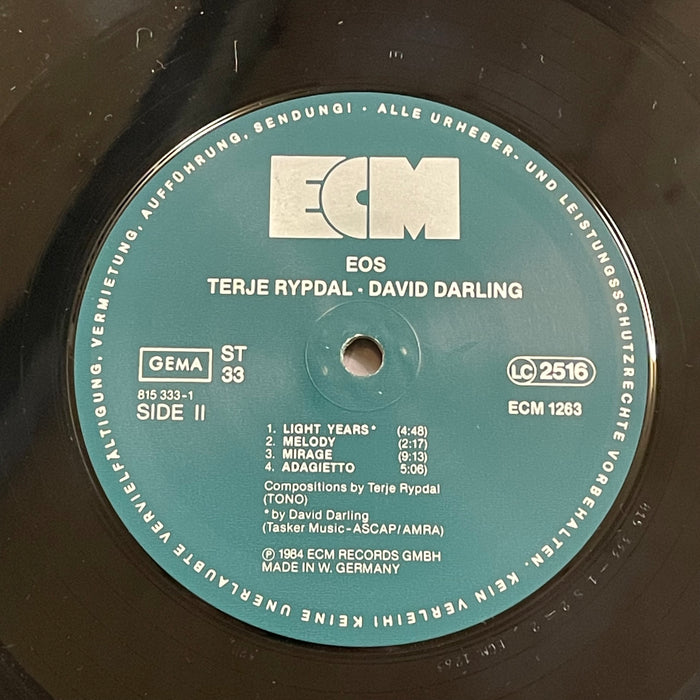 ECM
EOS
TERJE RYPDAL · DAVID DARLING
GEMA
ST
33
LC 2516
815 333-1
SIDE II
ECM 1263
1. LIGHT YEARS* (4:48)
2. MELODY (2:17)
3. MIRAGE (9:13)
4. ADAGIETTO 5:06)
Compositions by Terje Rypdal
(TONO)
*by David Darling
(Tasker Music-ASCAP/AMRA)
℗ 1984 ECM RECORDS GMBH
MADE IN W. GERMANY
ALLE URHEBER- UND LEISTUNGSSCHUTZRECHTE VORBEHALTEN. KEIN VERLEIH! KEINE UNERLAUBTE VERVIELFÄLTIGUNG, VERMIETUNG, AUFFÜHRUNG, SENDUNG! ·
ECM 1263